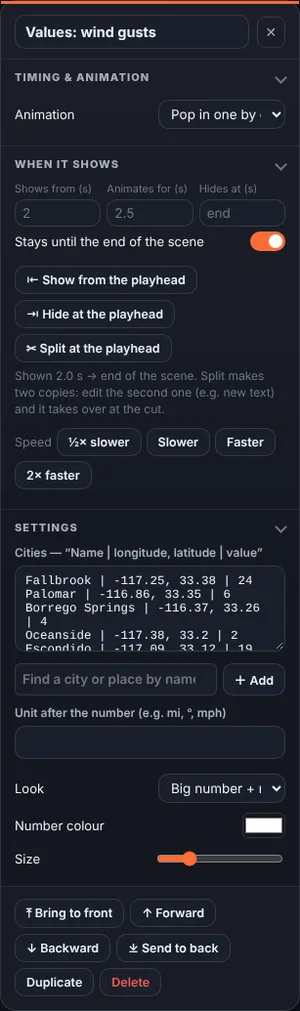 Values: wind gusts
×
TIMING & ANIMATION
Animation
Pop in one by
WHEN IT SHOWS
Shows from (s) Animates for (s) Hides at (s)
2 2.5 end
Stays until the end of the scene
⇤ Show from the playhead
⇥ Hide at the playhead
✂ Split at the playhead
Shown 2.0 s → end of the scene. Split makes
two copies: edit the second one (e.g. new text)
and it takes over at the cut.
Speed ½× slower Slower Faster
2× faster
SETTINGS
Cities — “Name | longitude, latitude | value”
Fallbrook | -117.25, 33.38 | 24
Palomar | -116.86, 33.35 | 6
Borrego Springs | -116.37, 33.26
| 4
Oceanside | -117.38, 33.2 | 2
Escondido | -117.09, 33.12 | 19
Find a city or place by name
+ Add
Unit after the number (e.g. mi, °, mph)
Look
Big number +
Number colour
Size
⤒ Bring to front ↑ Forward
↓ Backward ⤓ Send to back
Duplicate Delete